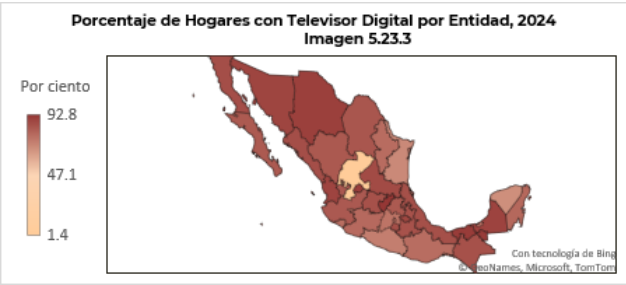 Porcentaje de Hogares con Televisor Digital por Entidad, 2024
Imagen 5.23.3
Por ciento
92.8
47.1
1.4
Con tecnología de Bing
© GeoNames, Microsoft, TomTom